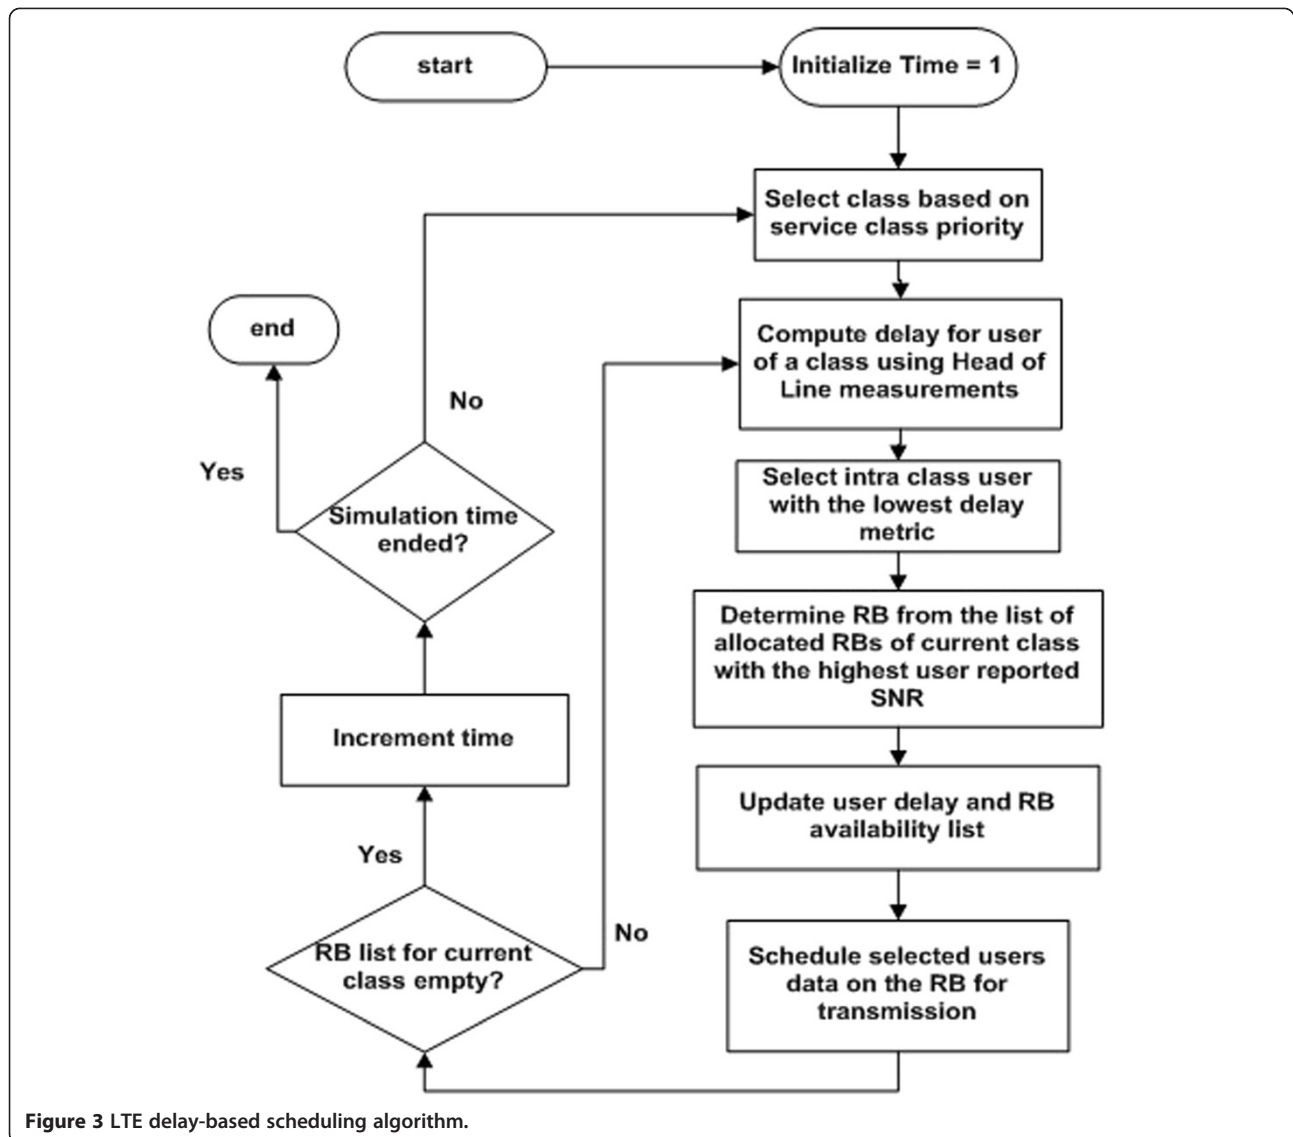 start
Initialize Time = 1
Select class based on
service class priority
end
Compute delay for user
of a class using Head of
Line measurements
No
Yes
Select intra class user
with the lowest delay
metric
Simulation time
ended?
Determine RB from the list of
allocated RBs of current class
with the highest user reported
SNR
Increment time
Update user delay and RB
availability list
Yes
No
RB list for current
class empty?
Schedule selected users
data on the RB for
transmission
Figure 3 LTE delay-based scheduling algorithm.